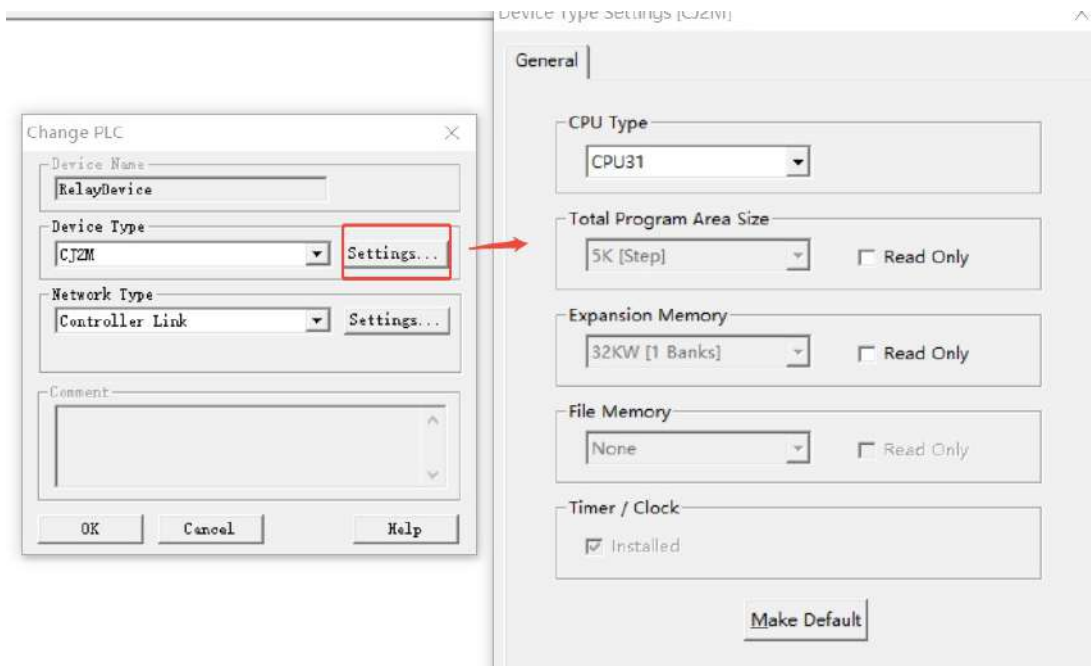 Device Type Settings [CJ2M]
General
CPU Type
CPU31
Total Program Area Size
5K [Step]
Read Only
Expansion Memory
32KW [1 Banks]
Read Only
File Memory
None
Read Only
Timer / Clock
Installed
Make Default
Change PLC
Device Name
RelayDevice
Device Type
CJ2M
Settings...
Network Type
Controller Link
Settings...
Comment
OK
Cancel
Help